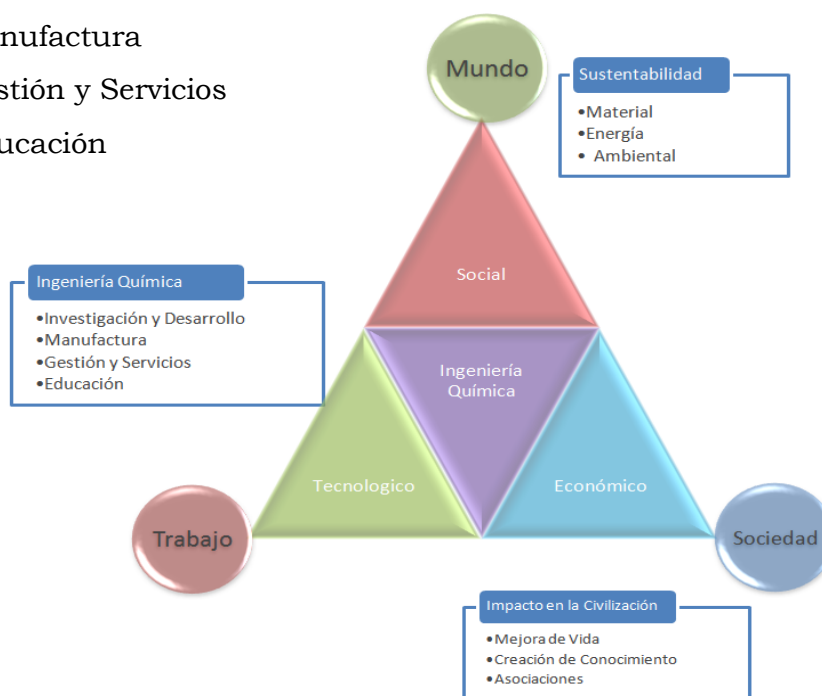 nufactura
stión y Servicios
ucación
Mundo
Sustentabilidad
•Material
•Energía
• Ambiental
Social
Ingeniería Química
•Investigación y Desarrollo
•Manufactura
•Gestión y Servicios
•Educación
Ingeniería
Química
Tecnologico
Económico
Trabajo
Sociedad
Impacto en la Civilización
•Mejora de Vida
•Creación de Conocimiento
•Asociaciones